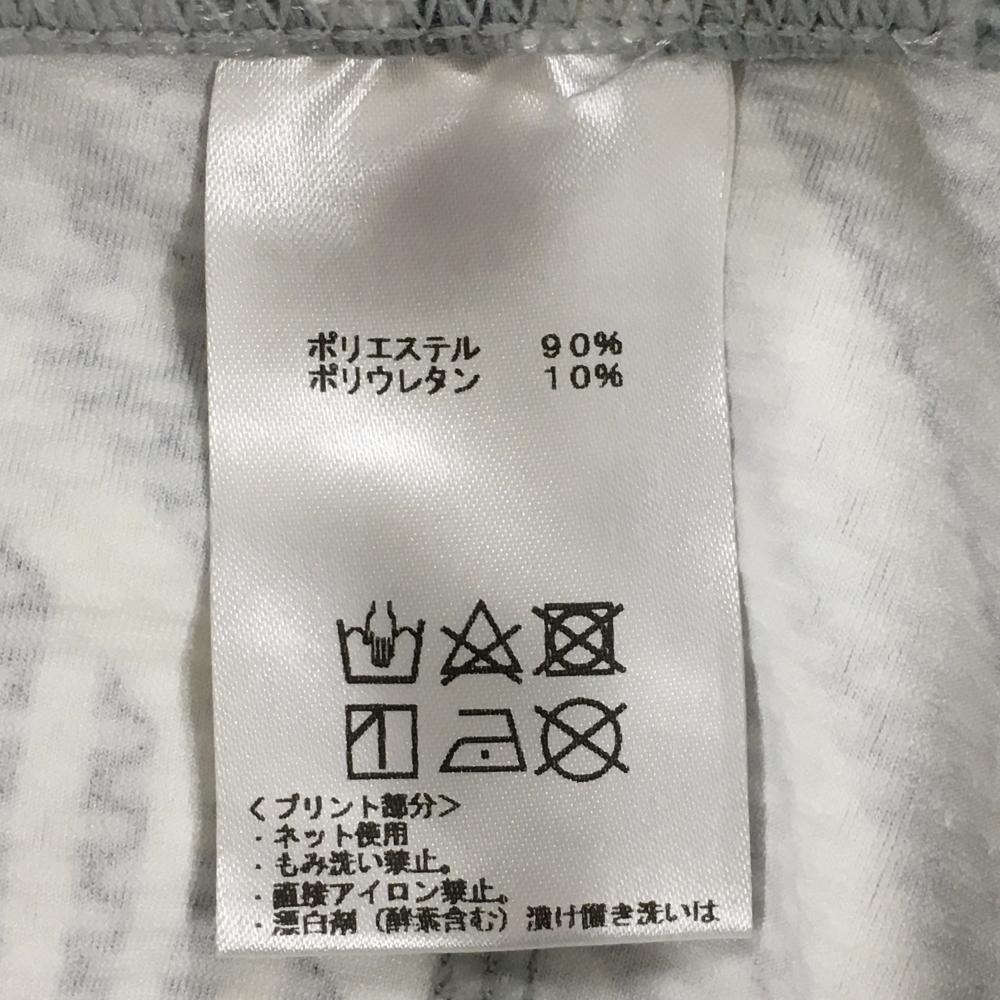 ポリエステル　９０％
ポリウレタン　１０％
＜プリント部分＞
・ネット使用
・もみ洗い禁止。
・直接アイロン禁止。
・漂白剤（酵素含む）漬け置き洗いは